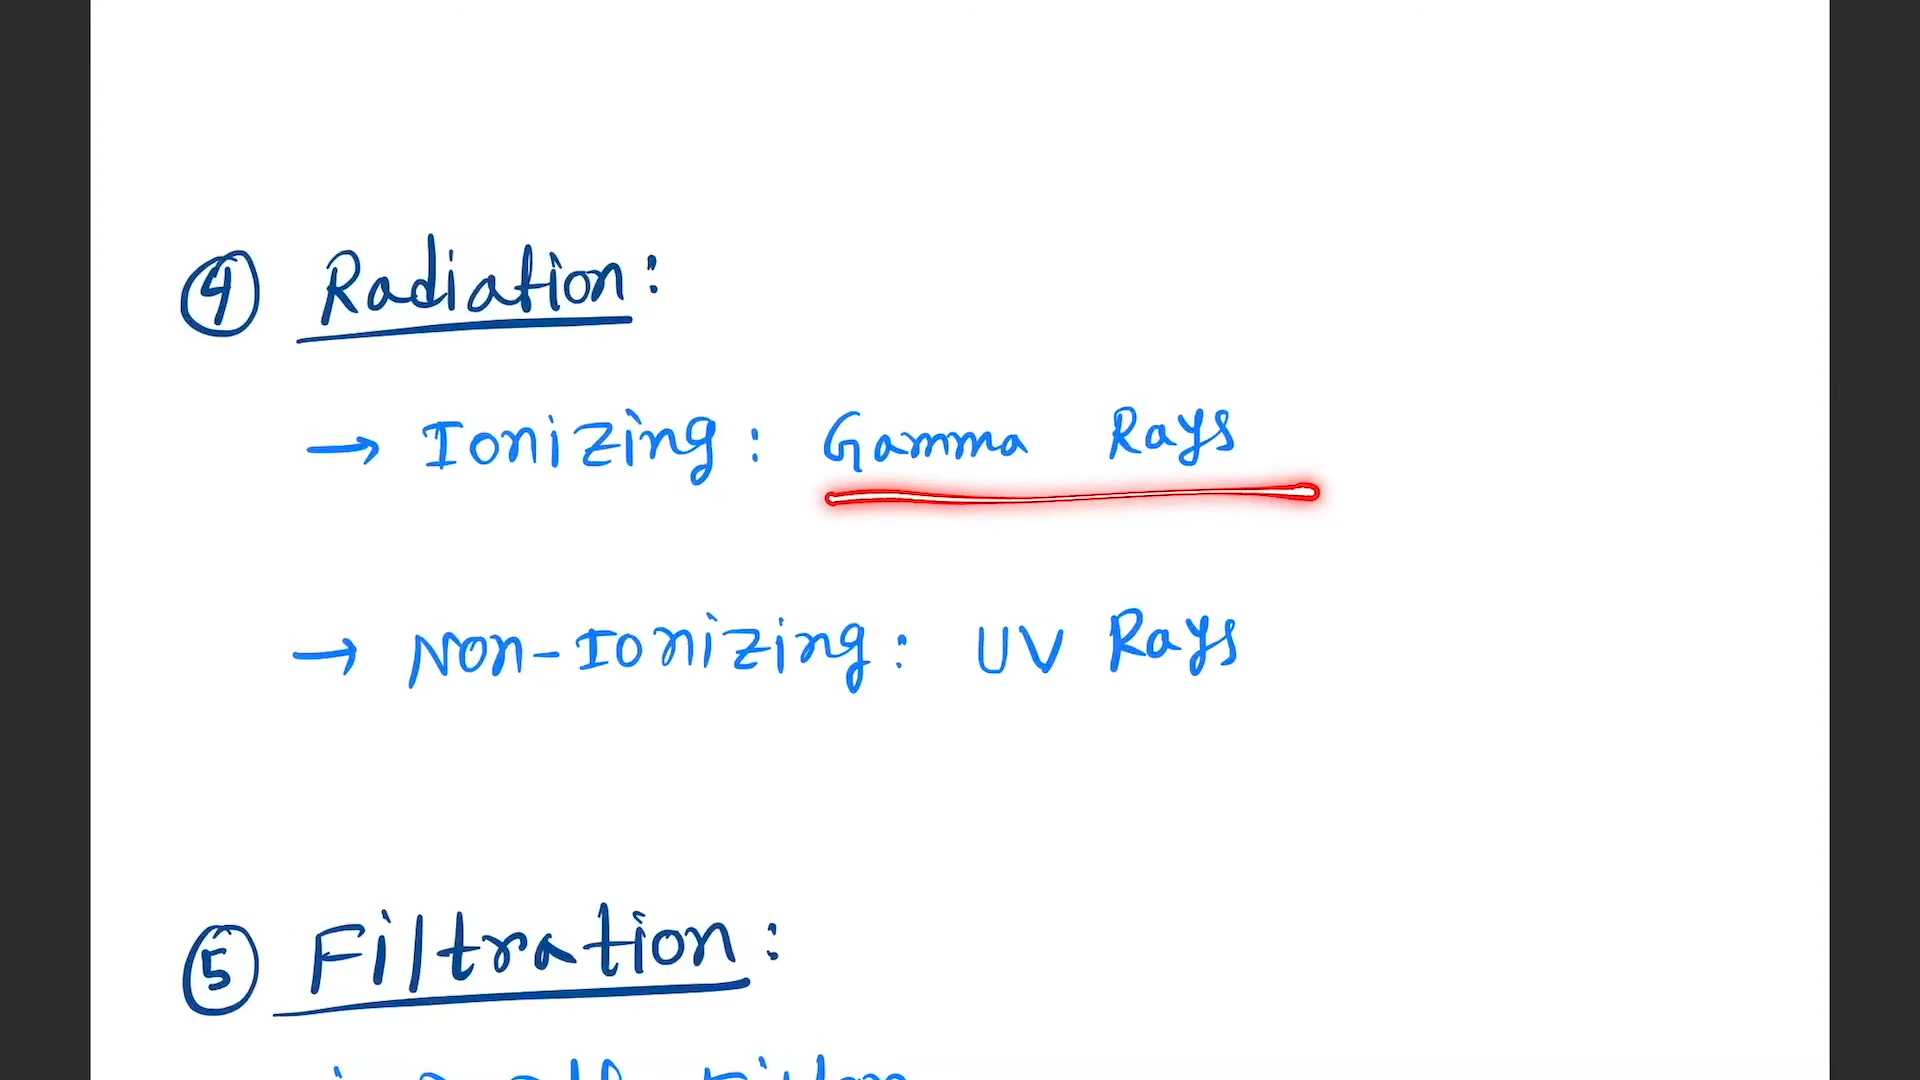 ④ Radiation:
→ Ionizing: Gamma Rays
→ Non-Ionizing: UV Rays
⑤ Filtration: